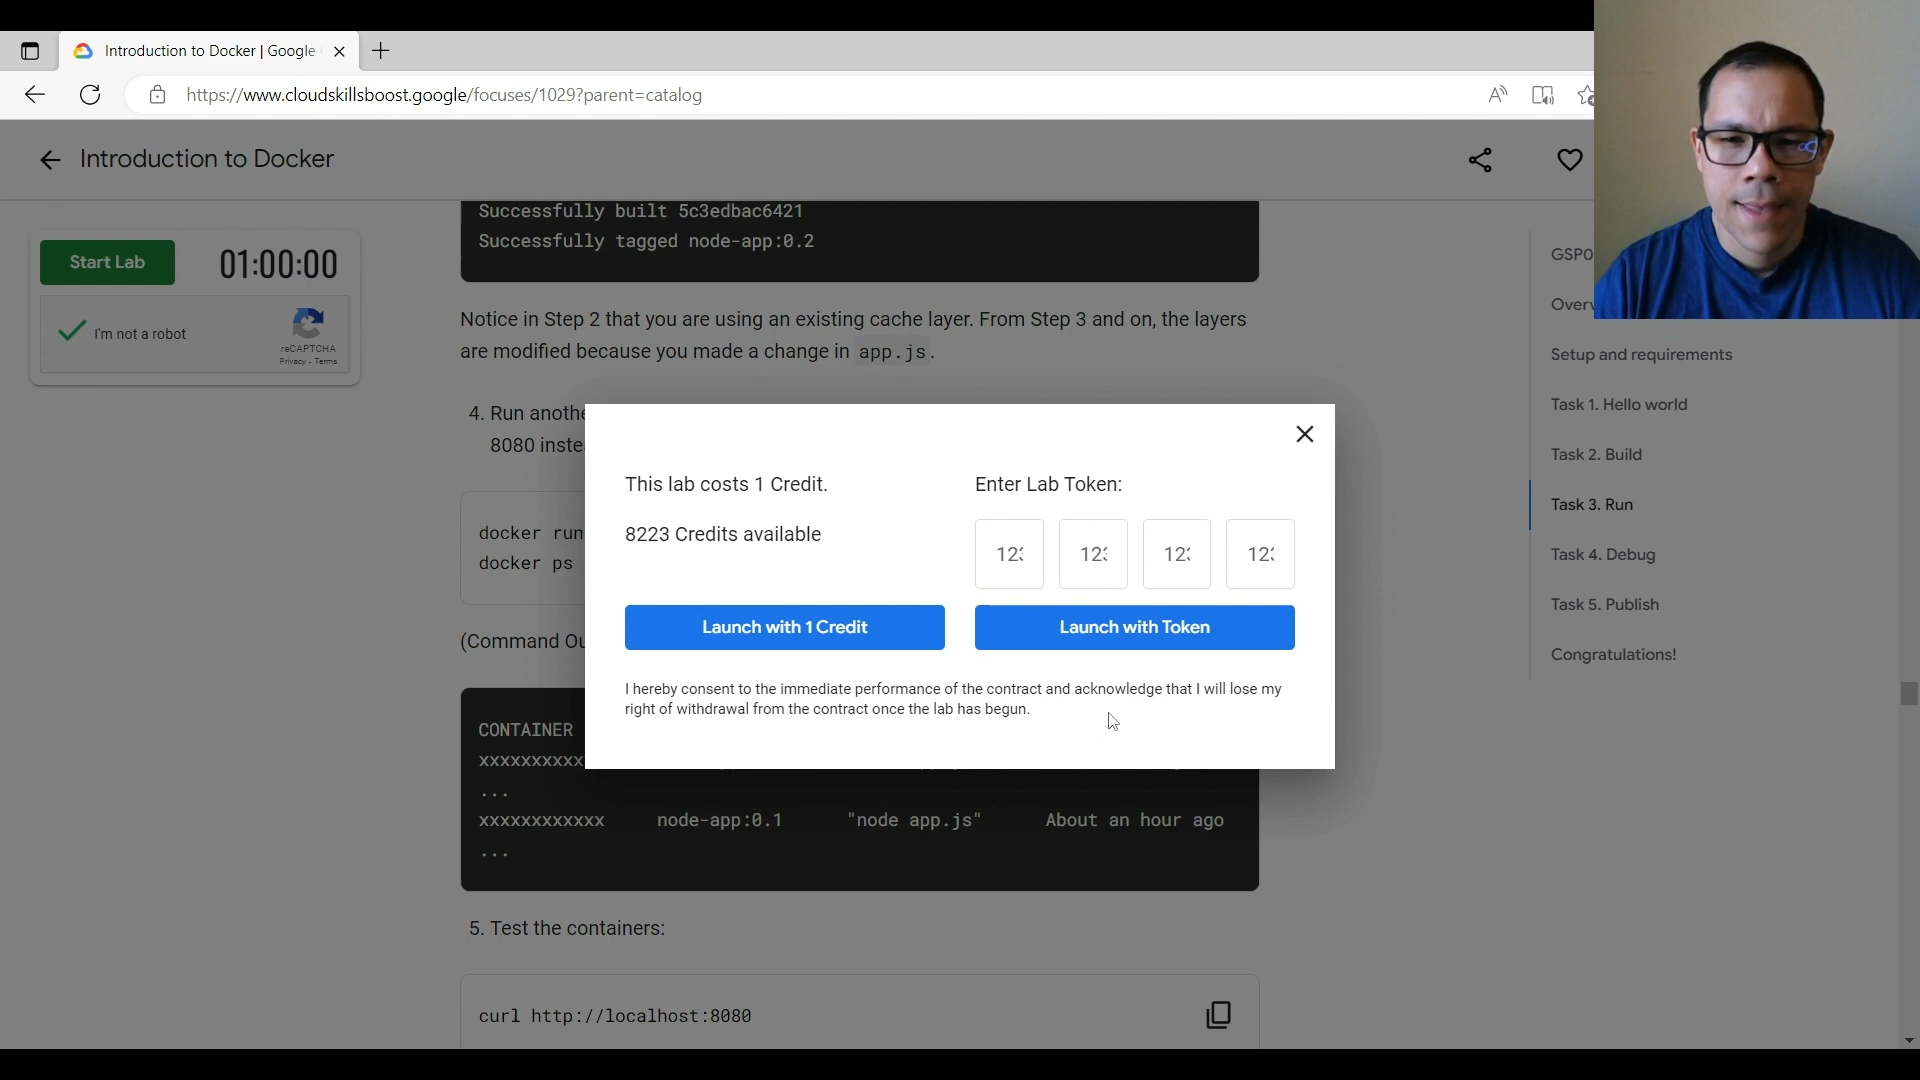 Introduction to Docker | Google
https://www.cloudskillsboost.google/focuses/1029?parent=catalog
Introduction to Docker
Start Lab
01:00:00
I'm not a robot
reCAPTCHA
Privacy - Terms
Successfully built 5c3edbac6421
Successfully tagged node-app:0.2
Notice in Step 2 that you are using an existing cache layer. From Step 3 and on, the layers
are modified because you made a change in app.js.
4. Run anothe
8080 inste
docker run
docker ps
(Command Ou
CONTAINER
xxxxxxxxxx
...
xxxxxxxxxxxx node-app:0.1 "node app.js" About an hour ago
...
5. Test the containers:
curl http://localhost:8080
This lab costs 1 Credit.
8223 Credits available
Launch with 1 Credit
Enter Lab Token:
123 123 123 123
Launch with Token
I hereby consent to the immediate performance of the contract and acknowledge that I will lose my
right of withdrawal from the contract once the lab has begun.
GSP0
Overv
Setup and requirements
Task 1. Hello world
Task 2. Build
Task 3. Run
Task 4. Debug
Task 5. Publish
Congratulations!